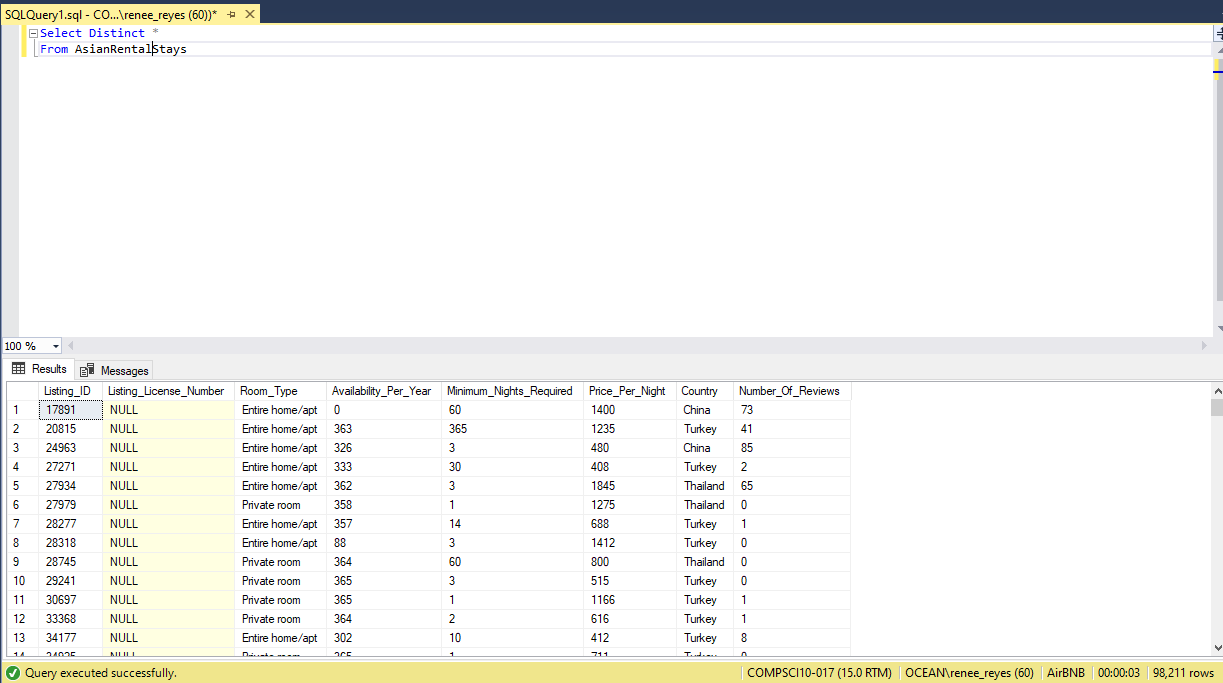 SQLQuery1.sql - CO...\renee_reyes (60))*
Select Distinct *
From AsianRentalStays
100 %
Results Messages
Listing_ID Listing_License_Number Room_Type Availability_Per_Year Minimum_Nights_Required Price_Per_Night Country Number_Of_Reviews
1 17891 NULL Entire home/apt 0 60 1400 China 73
2 20815 NULL Entire home/apt 363 365 1235 Turkey 41
3 24963 NULL Entire home/apt 326 3 480 China 85
4 27271 NULL Entire home/apt 333 30 408 Turkey 2
5 27934 NULL Entire home/apt 362 3 1845 Thailand 65
6 27979 NULL Private room 358 1 1275 Thailand 0
7 28277 NULL Entire home/apt 357 14 688 Turkey 1
8 28318 NULL Entire home/apt 88 3 1412 Turkey 0
9 28745 NULL Private room 364 60 800 Thailand 0
10 29241 NULL Private room 365 3 515 Turkey 0
11 30697 NULL Private room 365 1 1166 Turkey 1
12 33368 NULL Private room 364 2 616 Turkey 1
13 34177 NULL Entire home/apt 302 10 412 Turkey 8
14 NULL Private room 365 1 711 Turkey 0
Query executed successfully. COMPSCI10-017 (15.0 RTM) OCEAN\renee_reyes (60) AirBNB 00:00:03 98,211 rows